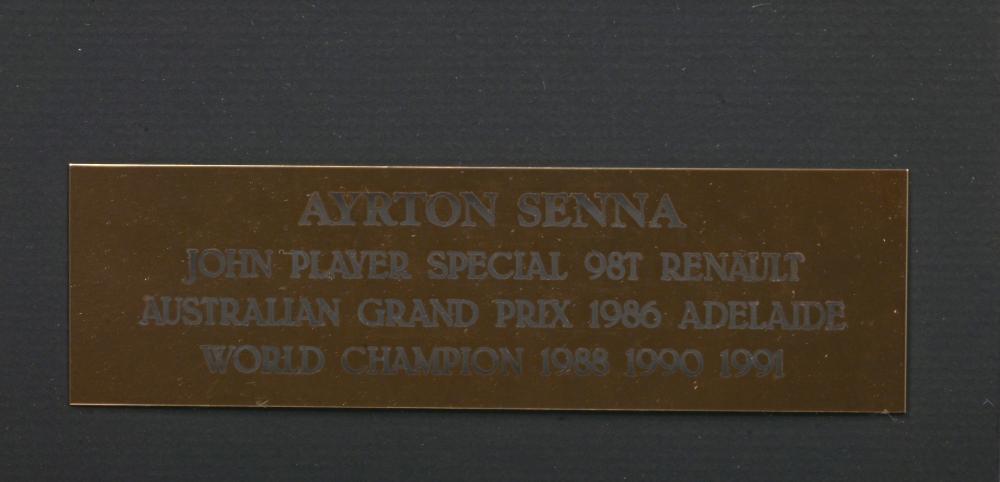 AYRTON SENNA
JOHN PLAYER SPECIAL 98T RENAULT
AUSTRALIAN GRAND PRIX 1986 ADELAIDE
WORLD CHAMPION 1988 1990 1991